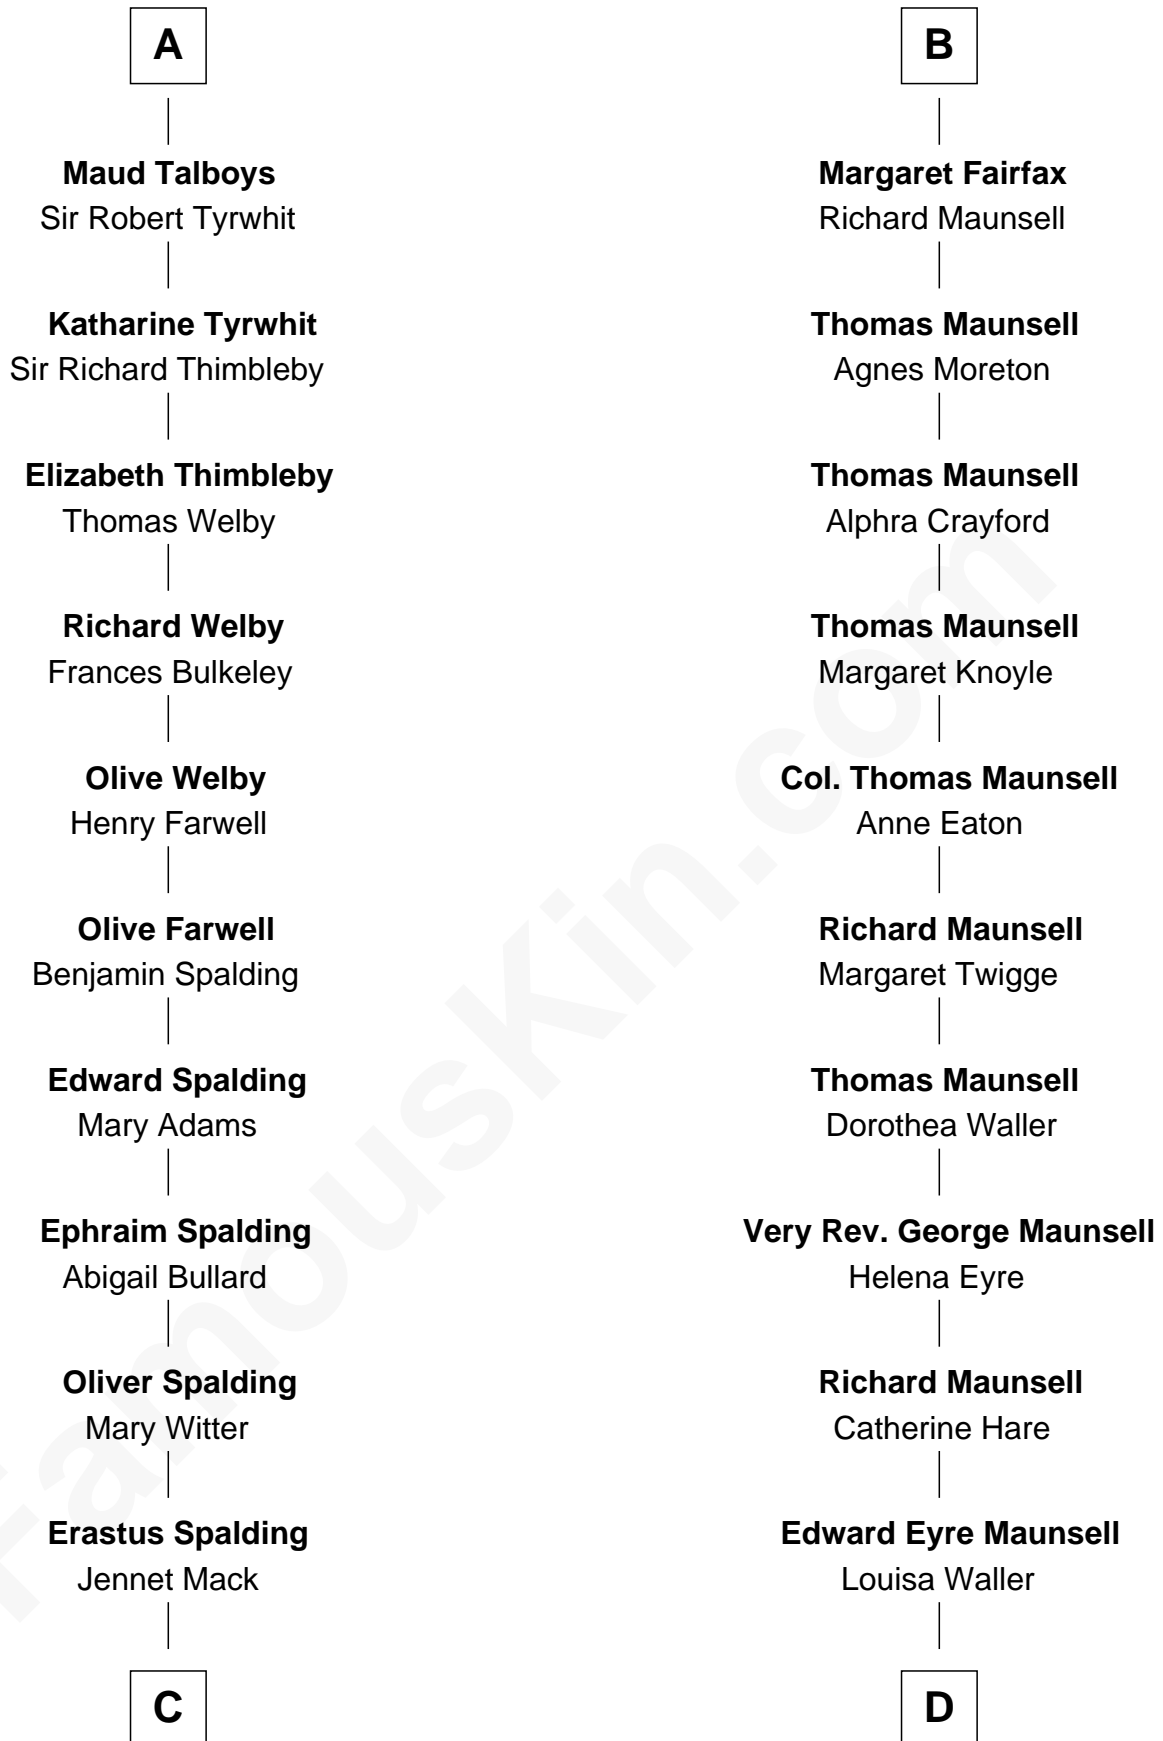 A
Maud Talboys
Sir Robert Tyrwhit
Katharine Tyrwhit
Sir Richard Thimbleby
Elizabeth Thimbleby
Thomas Welby
Richard Welby
Frances Bulkeley
Olive Welby
Henry Farwell
Olive Farwell
Benjamin Spalding
Edward Spalding
Mary Adams
Ephraim Spalding
Abigail Bullard
Oliver Spalding
Mary Witter
Erastus Spalding
Jennet Mack
C
B
Margaret Fairfax
Richard Maunsell
Thomas Maunsell
Agnes Moreton
Thomas Maunsell
Alphra Crayford
Thomas Maunsell
Margaret Knoyle
Col. Thomas Maunsell
Anne Eaton
Richard Maunsell
Margaret Twigge
Thomas Maunsell
Dorothea Waller
Very Rev. George Maunsell
Helena Eyre
Richard Maunsell
Catherine Hare
Edward Eyre Maunsell
Louisa Waller
D
FamousKin.com